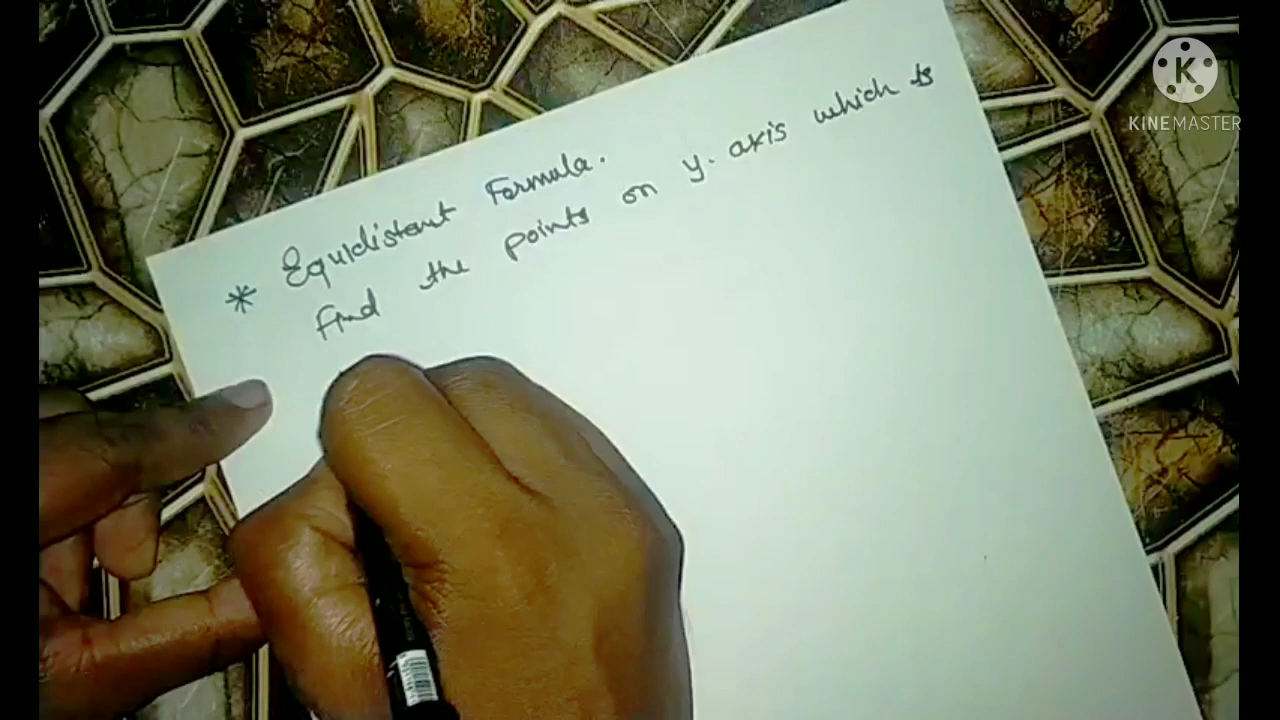 * Equidistant Formula.
Find the points on y. axis which is
K
KINEMASTER